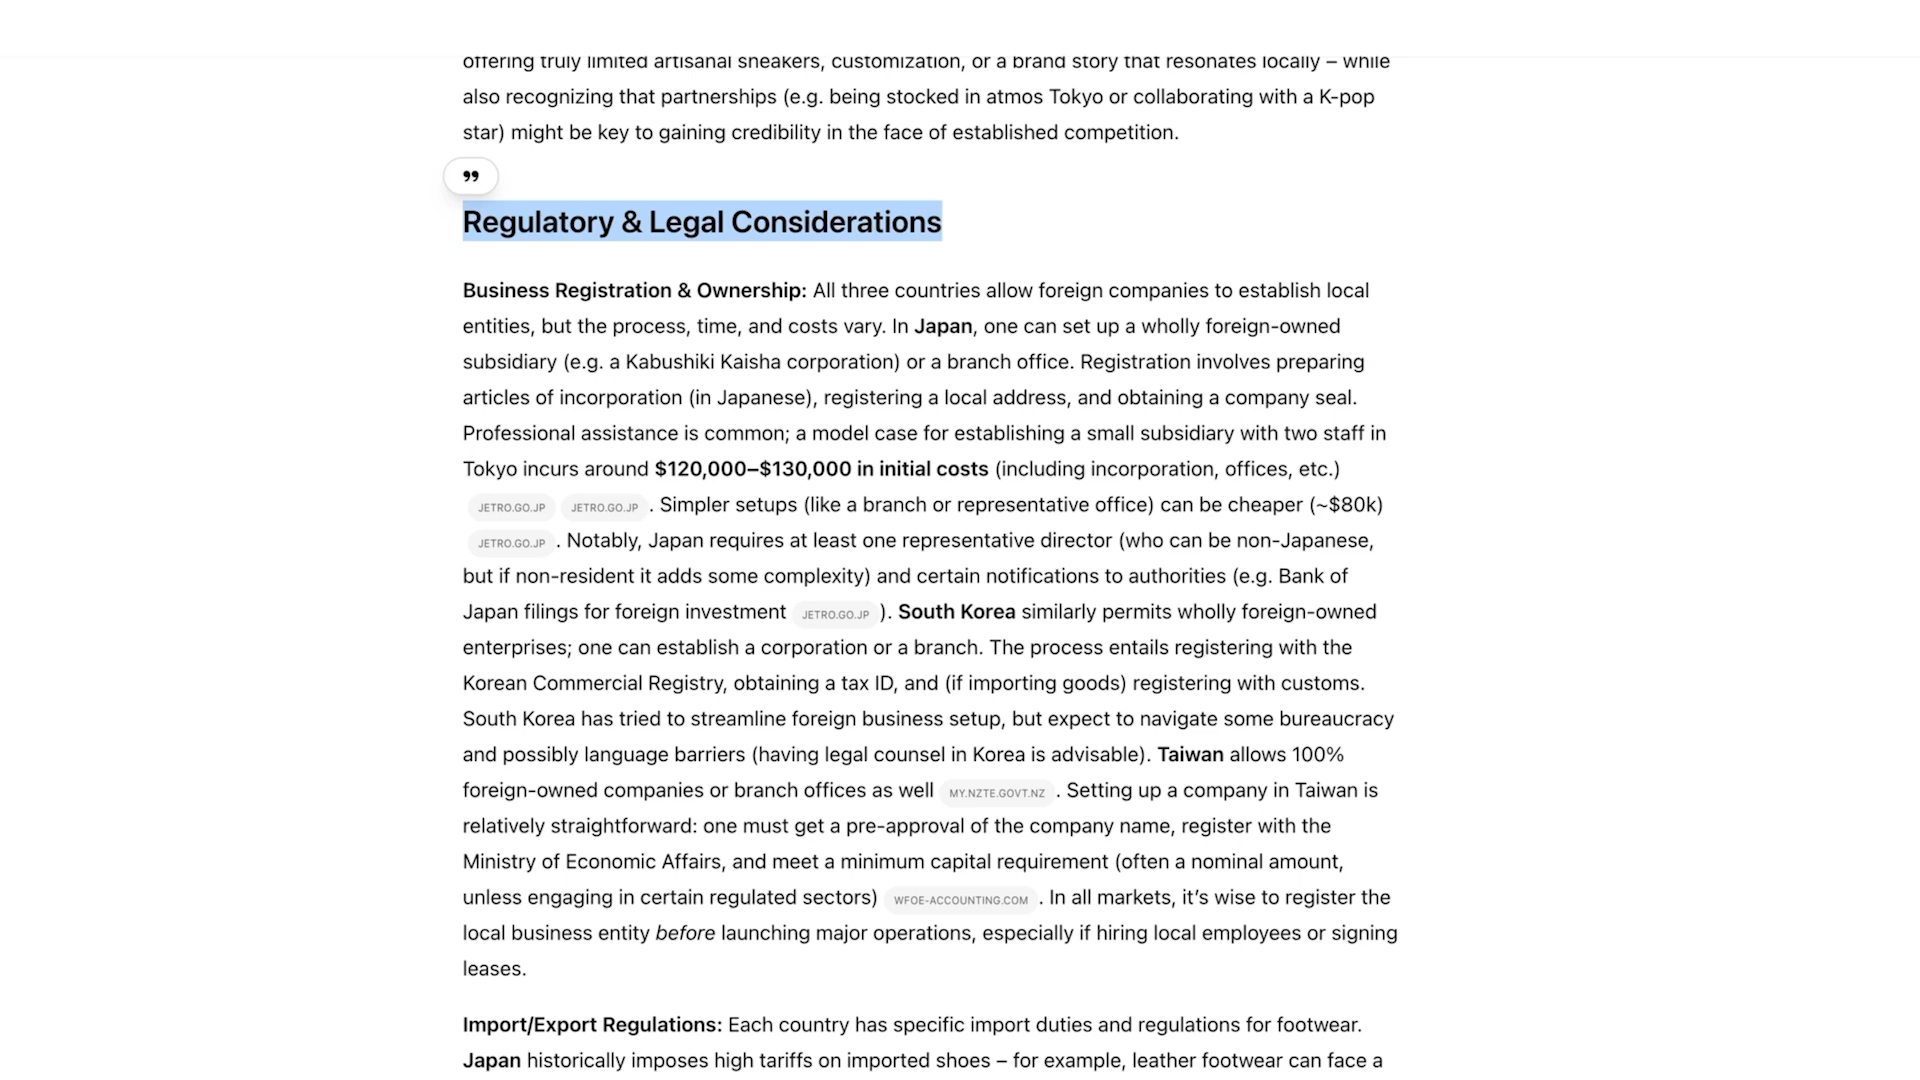 offering truly limited artisanal sneakers, customization, or a brand story that resonates locally – while
also recognizing that partnerships (e.g. being stocked in atmos Tokyo or collaborating with a K-pop
star) might be key to gaining credibility in the face of established competition.
”
Regulatory & Legal Considerations
Business Registration & Ownership: All three countries allow foreign companies to establish local
entities, but the process, time, and costs vary. In Japan, one can set up a wholly foreign-owned
subsidiary (e.g. a Kabushiki Kaisha corporation) or a branch office. Registration involves preparing
articles of incorporation (in Japanese), registering a local address, and obtaining a company seal.
Professional assistance is common; a model case for establishing a small subsidiary with two staff in
Tokyo incurs around $120,000–$130,000 in initial costs (including incorporation, offices, etc.)
JETRO.GO.JP JETRO.GO.JP . Simpler setups (like a branch or representative office) can be cheaper (~$80k)
JETRO.GO.JP . Notably, Japan requires at least one representative director (who can be non-Japanese,
but if non-resident it adds some complexity) and certain notifications to authorities (e.g. Bank of
Japan filings for foreign investment JETRO.GO.JP ). South Korea similarly permits wholly foreign-owned
enterprises; one can establish a corporation or a branch. The process entails registering with the
Korean Commercial Registry, obtaining a tax ID, and (if importing goods) registering with customs.
South Korea has tried to streamline foreign business setup, but expect to navigate some bureaucracy
and possibly language barriers (having legal counsel in Korea is advisable). Taiwan allows 100%
foreign-owned companies or branch offices as well MY.NZTE.GOVT.NZ . Setting up a company in Taiwan is
relatively straightforward: one must get a pre-approval of the company name, register with the
Ministry of Economic Affairs, and meet a minimum capital requirement (often a nominal amount,
unless engaging in certain regulated sectors) WFOE-ACCOUNTING.COM . In all markets, it’s wise to register the
local business entity before launching major operations, especially if hiring local employees or signing
leases.
Import/Export Regulations: Each country has specific import duties and regulations for footwear.
Japan historically imposes high tariffs on imported shoes – for example, leather footwear can face a